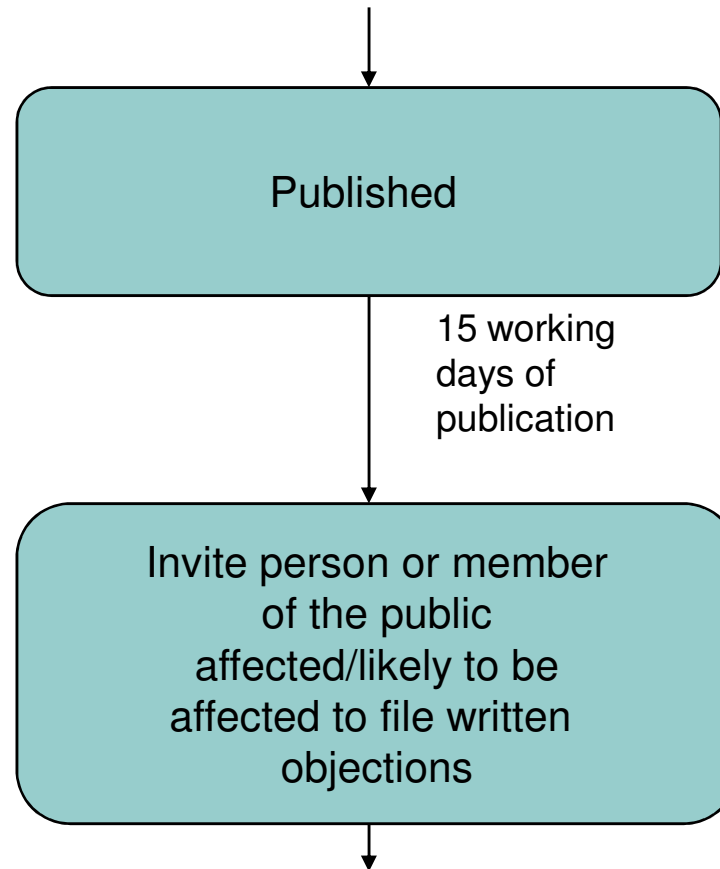 Published
15 working
days of
publication
Invite person or member
of the public
affected/likely to be
affected to file written
objections